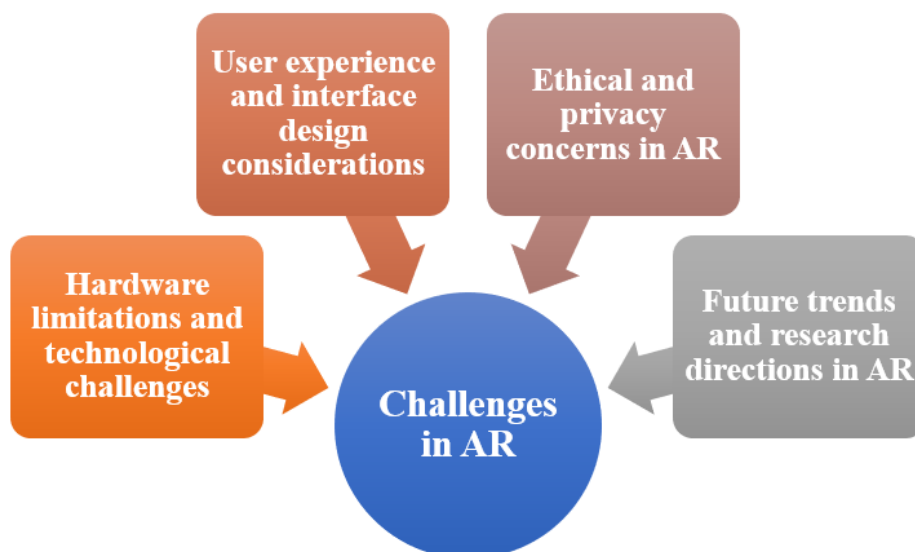 User experience
and interface
design
considerations
Ethical and
privacy
concerns in AR
Hardware
limitations and
technological
challenges
Future trends
and research
directions in AR
Challenges
in AR